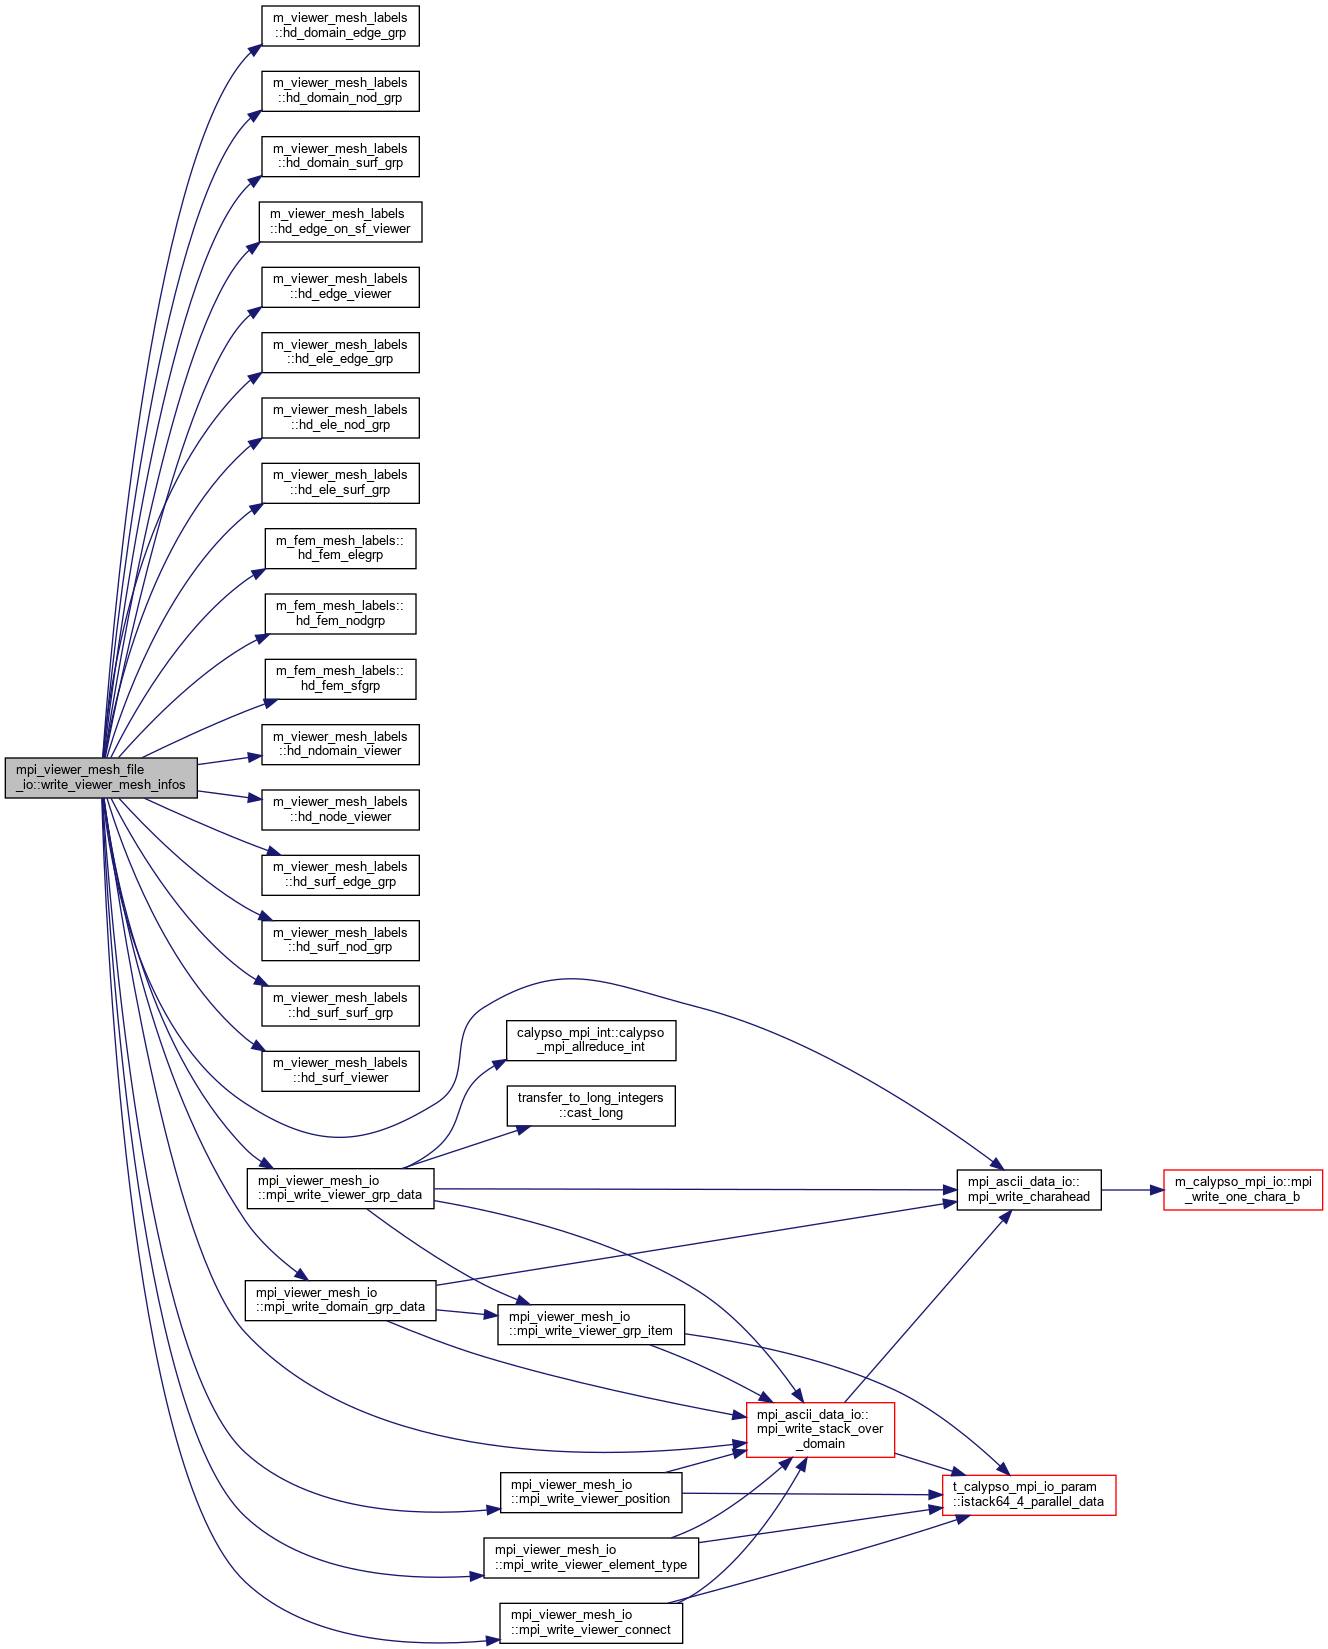 m_viewer_mesh_labels
::hd_domain_edge_grp
m_viewer_mesh_labels
::hd_domain_nod_grp
m_viewer_mesh_labels
::hd_domain_surf_grp
m_viewer_mesh_labels
::hd_edge_on_sf_viewer
m_viewer_mesh_labels
::hd_edge_viewer
m_viewer_mesh_labels
::hd_ele_edge_grp
m_viewer_mesh_labels
::hd_ele_nod_grp
m_viewer_mesh_labels
::hd_ele_surf_grp
m_fem_mesh_labels::
hd_fem_elegrp
m_fem_mesh_labels::
hd_fem_nodgrp
m_fem_mesh_labels::
hd_fem_sfgrp
m_viewer_mesh_labels
::hd_ndomain_viewer
mpi_viewer_mesh_file
_io::write_viewer_mesh_infos
m_viewer_mesh_labels
::hd_node_viewer
m_viewer_mesh_labels
::hd_surf_edge_grp
m_viewer_mesh_labels
::hd_surf_nod_grp
m_viewer_mesh_labels
::hd_surf_surf_grp
m_viewer_mesh_labels
::hd_surf_viewer
calypso_mpi_int::calypso
_mpi_allreduce_int
transfer_to_long_integers
::cast_long
mpi_viewer_mesh_io
::mpi_write_viewer_grp_data
mpi_ascii_data_io::
mpi_write_charahead
m_calypso_mpi_io::mpi
_write_one_chara_b
mpi_viewer_mesh_io
::mpi_write_domain_grp_data
mpi_viewer_mesh_io
::mpi_write_viewer_grp_item
mpi_ascii_data_io::
mpi_write_stack_over
_domain
mpi_viewer_mesh_io
::mpi_write_viewer_position
t_calypso_mpi_io_param
::istack64_4_parallel_data
mpi_viewer_mesh_io
::mpi_write_viewer_element_type
mpi_viewer_mesh_io
::mpi_write_viewer_connect